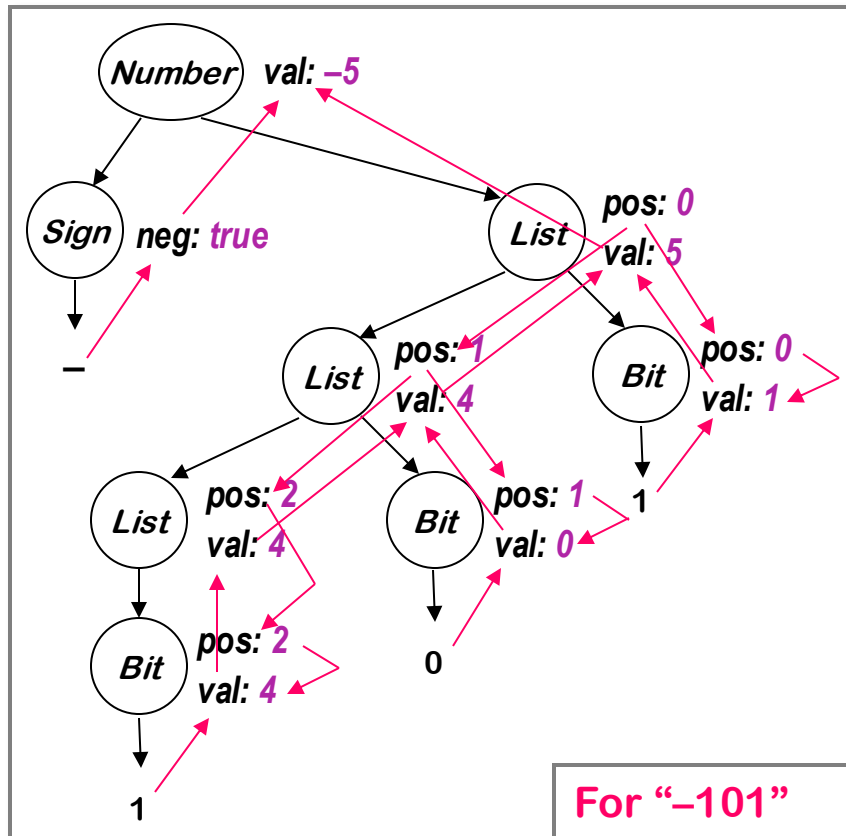 Number val: –5
pos: 0
Sign neg: true List
val: 5
pos: 1 pos: 0
List Bit
– val: 4 val: 1
pos: 2 pos: 1 1
List Bit
val: 4 val: 0
pos: 2
Bit 0
val: 4
1
For “–101”